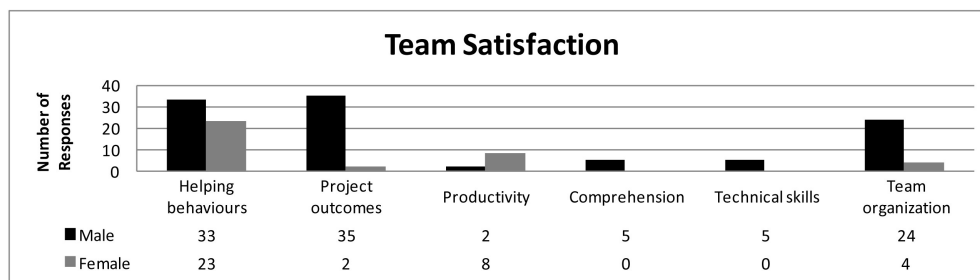 Team Satisfaction
Number of
Responses
40
30
20
10
0
Helping
behaviours
Project
outcomes
Productivity
Comprehension
Technical skills
Team
organization
Male 33 35 2 5 5 24
Female 23 2 8 0 0 4